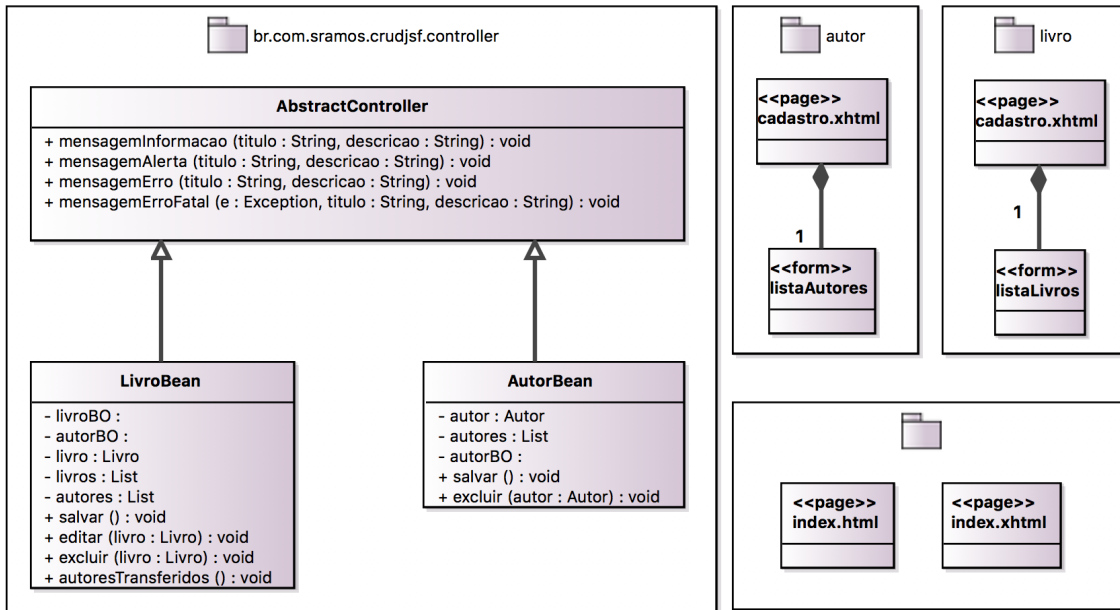 br.com.sramos.crudjsf.controller
AbstractController
+ mensagemInformacao (titulo : String, descricao : String) : void
+ mensagemAlerta (titulo : String, descricao : String) : void
+ mensagemErro (titulo : String, descricao : String) : void
+ mensagemErroFatal (e : Exception, titulo : String, descricao : String) : void
LivroBean
- livroBO :
- autorBO :
- livro : Livro
- livros : List
- autores : List
+ salvar () : void
+ editar (livro : Livro) : void
+ excluir (livro : Livro) : void
+ autoresTransferidos () : void
AutorBean
- autor : Autor
- autores : List
- autorBO :
+ salvar () : void
+ excluir (autor : Autor) : void
autor
<<page>>
cadastro.xhtml
1
<<form>>
listaAutores
livro
<<page>>
cadastro.xhtml
1
<<form>>
listaLivros
<<page>>
index.html
<<page>>
index.xhtml